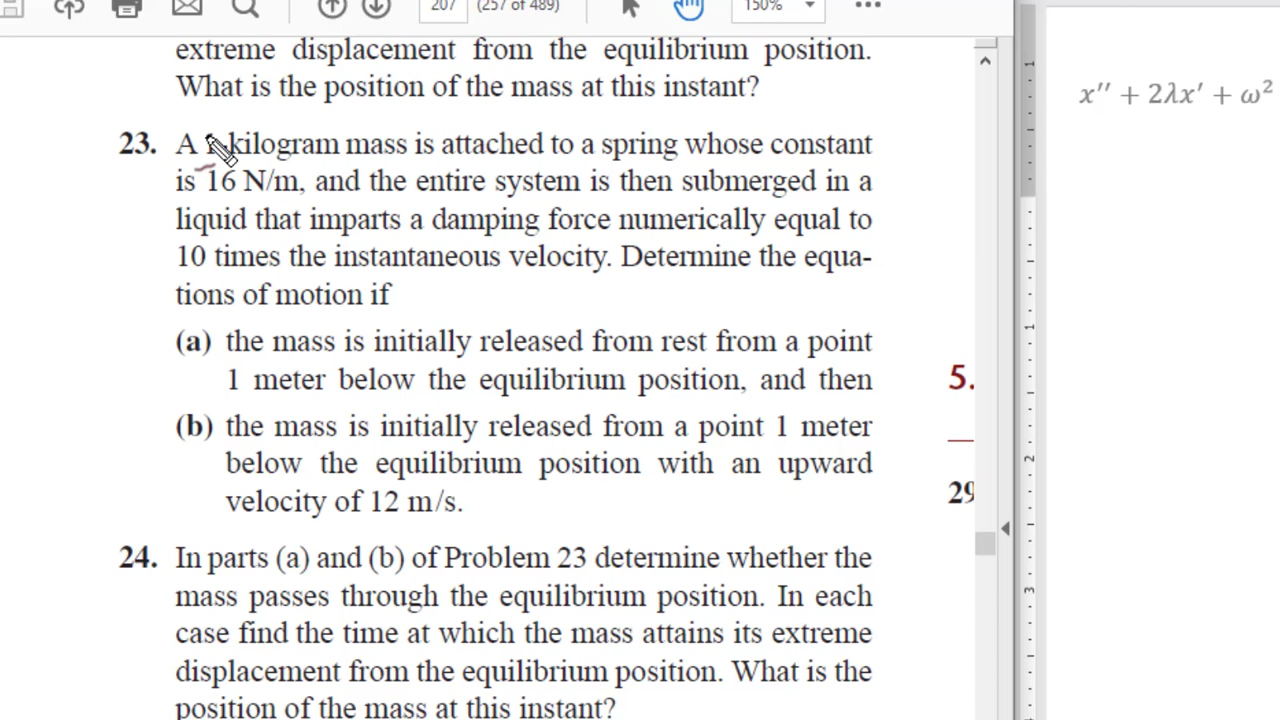 207 (257 of 489) 150%
extreme displacement from the equilibrium position.
What is the position of the mass at this instant?
23. A kilogram mass is attached to a spring whose constant
is 16 N/m, and the entire system is then submerged in a
liquid that imparts a damping force numerically equal to
10 times the instantaneous velocity. Determine the equa-
tions of motion if
(a) the mass is initially released from rest from a point
1 meter below the equilibrium position, and then
(b) the mass is initially released from a point 1 meter
below the equilibrium position with an upward
velocity of 12 m/s.
24. In parts (a) and (b) of Problem 23 determine whether the
mass passes through the equilibrium position. In each
case find the time at which the mass attains its extreme
displacement from the equilibrium position. What is the
position of the mass at this instant?
5.
29
x′′ + 2λx′ + ω²
1
1
2
3